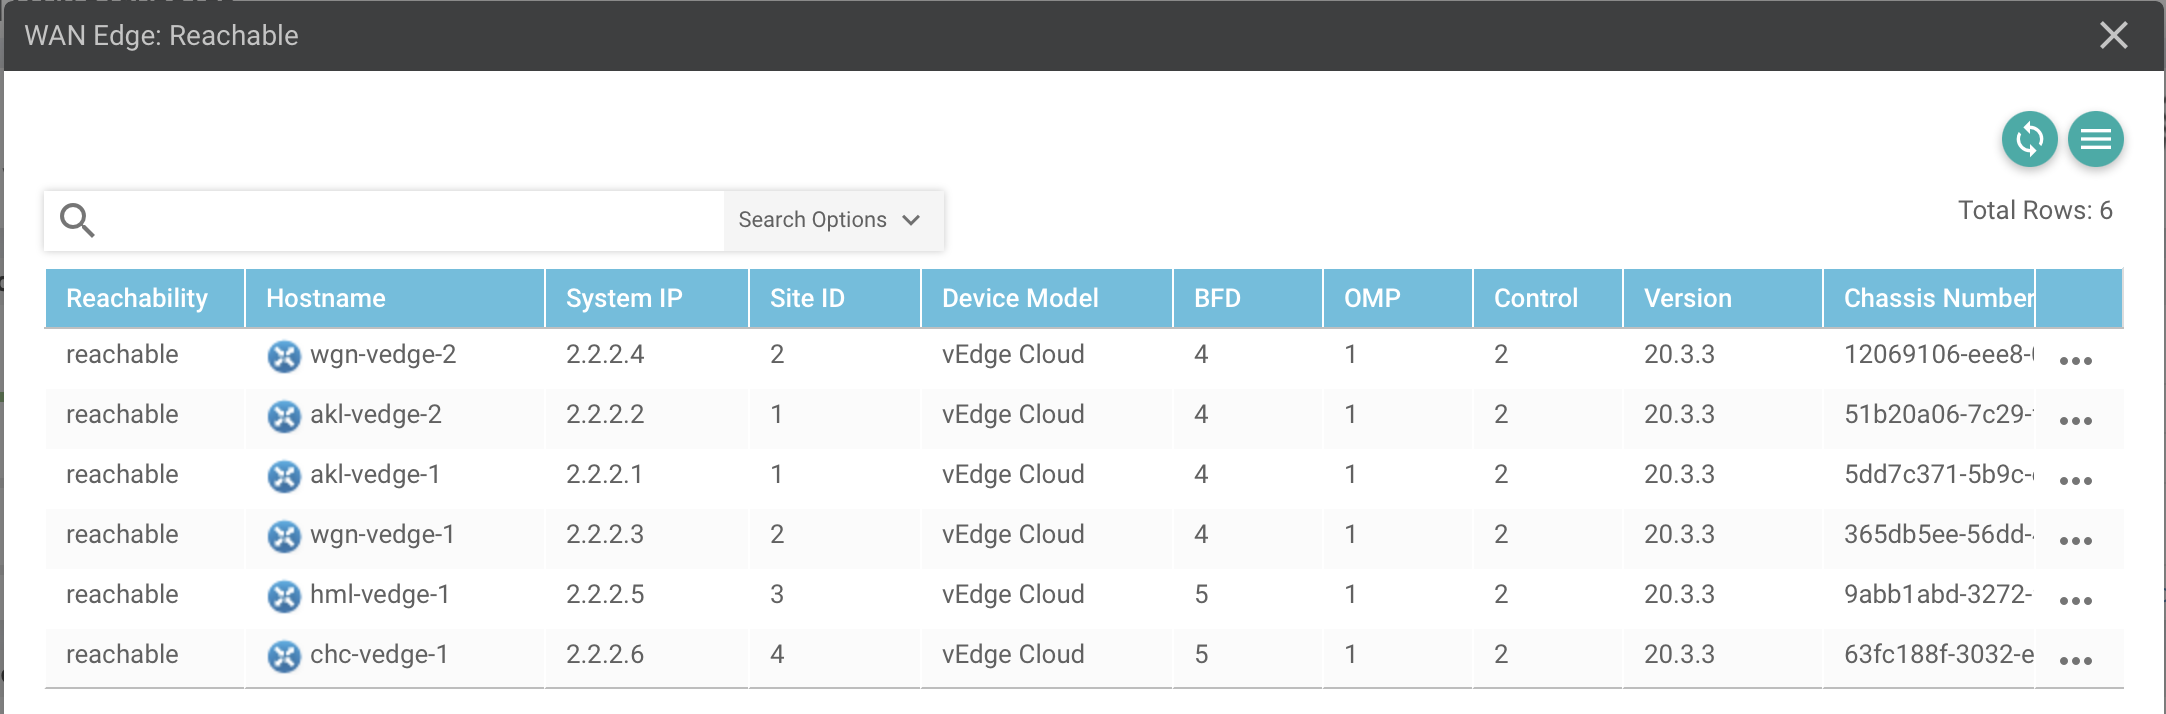 WAN Edge: Reachable
Search Options
Total Rows: 6
Reachability Hostname System IP Site ID Device Model BFD OMP Control Version Chassis Number
reachable wgn-vedge-2 2.2.2.4 2 vEdge Cloud 4 1 2 20.3.3 12069106-eee8-
reachable akl-vedge-2 2.2.2.2 1 vEdge Cloud 4 1 2 20.3.3 51b20a06-7c29-
reachable akl-vedge-1 2.2.2.1 1 vEdge Cloud 4 1 2 20.3.3 5dd7c371-5b9c-
reachable wgn-vedge-1 2.2.2.3 2 vEdge Cloud 4 1 2 20.3.3 365db5ee-56dd-
reachable hml-vedge-1 2.2.2.5 3 vEdge Cloud 5 1 2 20.3.3 9abb1abd-3272-
reachable chc-vedge-1 2.2.2.6 4 vEdge Cloud 5 1 2 20.3.3 63fc188f-3032-e